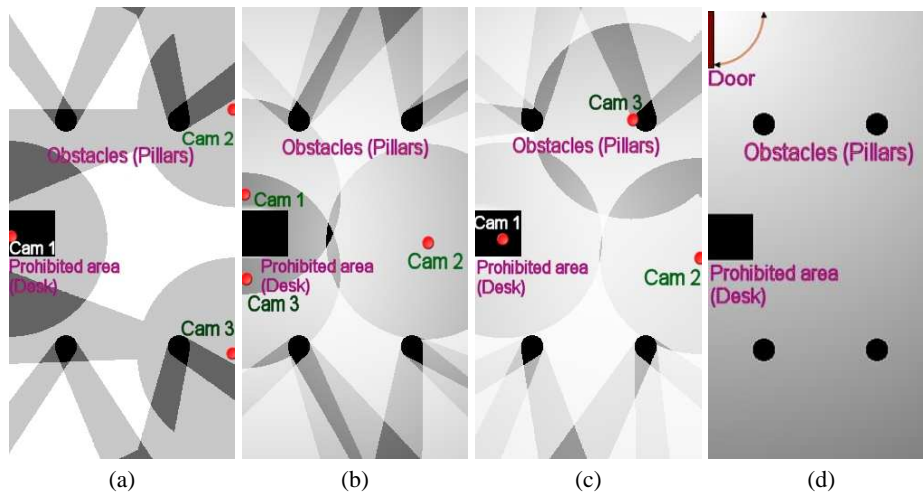 Cam 2
Obstacles (Pillars)
Cam 1
Prohibited area
(Desk)
Cam 3
(a)
Obstacles (Pillars)
Cam 1
Cam 2
Prohibited area
(Desk)
Cam 3
(b)
Cam 3
Obstacles (Pillars)
Cam 1
Prohibited area
(Desk)
Cam 2
(c)
Door
Obstacles (Pillars)
Prohibited area
(Desk)
(d)